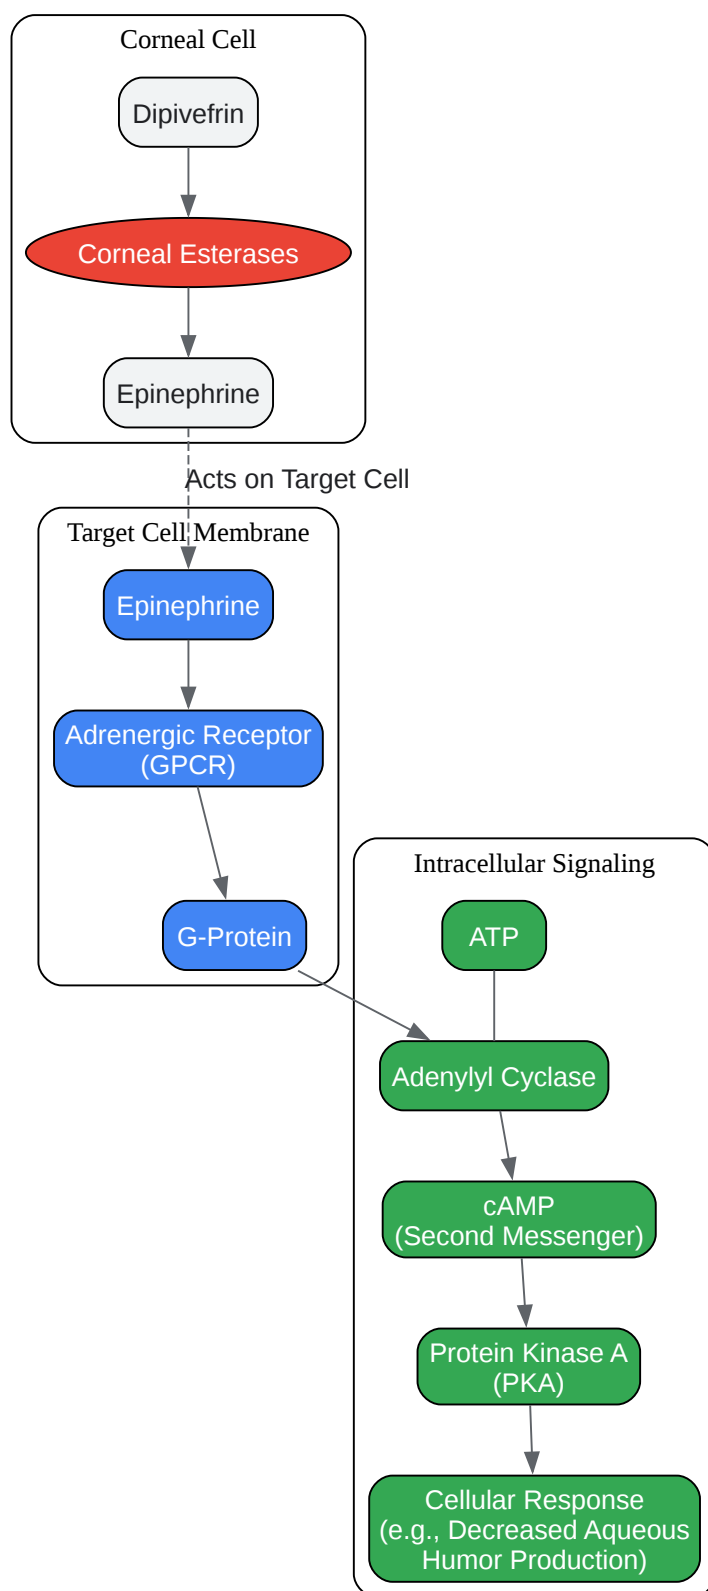 Corneal Cell
Dipivefrin
Corneal Esterases
Epinephrine
Acts on Target Cell
Target Cell Membrane
Epinephrine
Adrenergic Receptor
(GPCR)
G-Protein
Intracellular Signaling
ATP
Adenylyl Cyclase
cAMP
(Second Messenger)
Protein Kinase A
(PKA)
Cellular Response
(e.g., Decreased Aqueous
Humor Production)